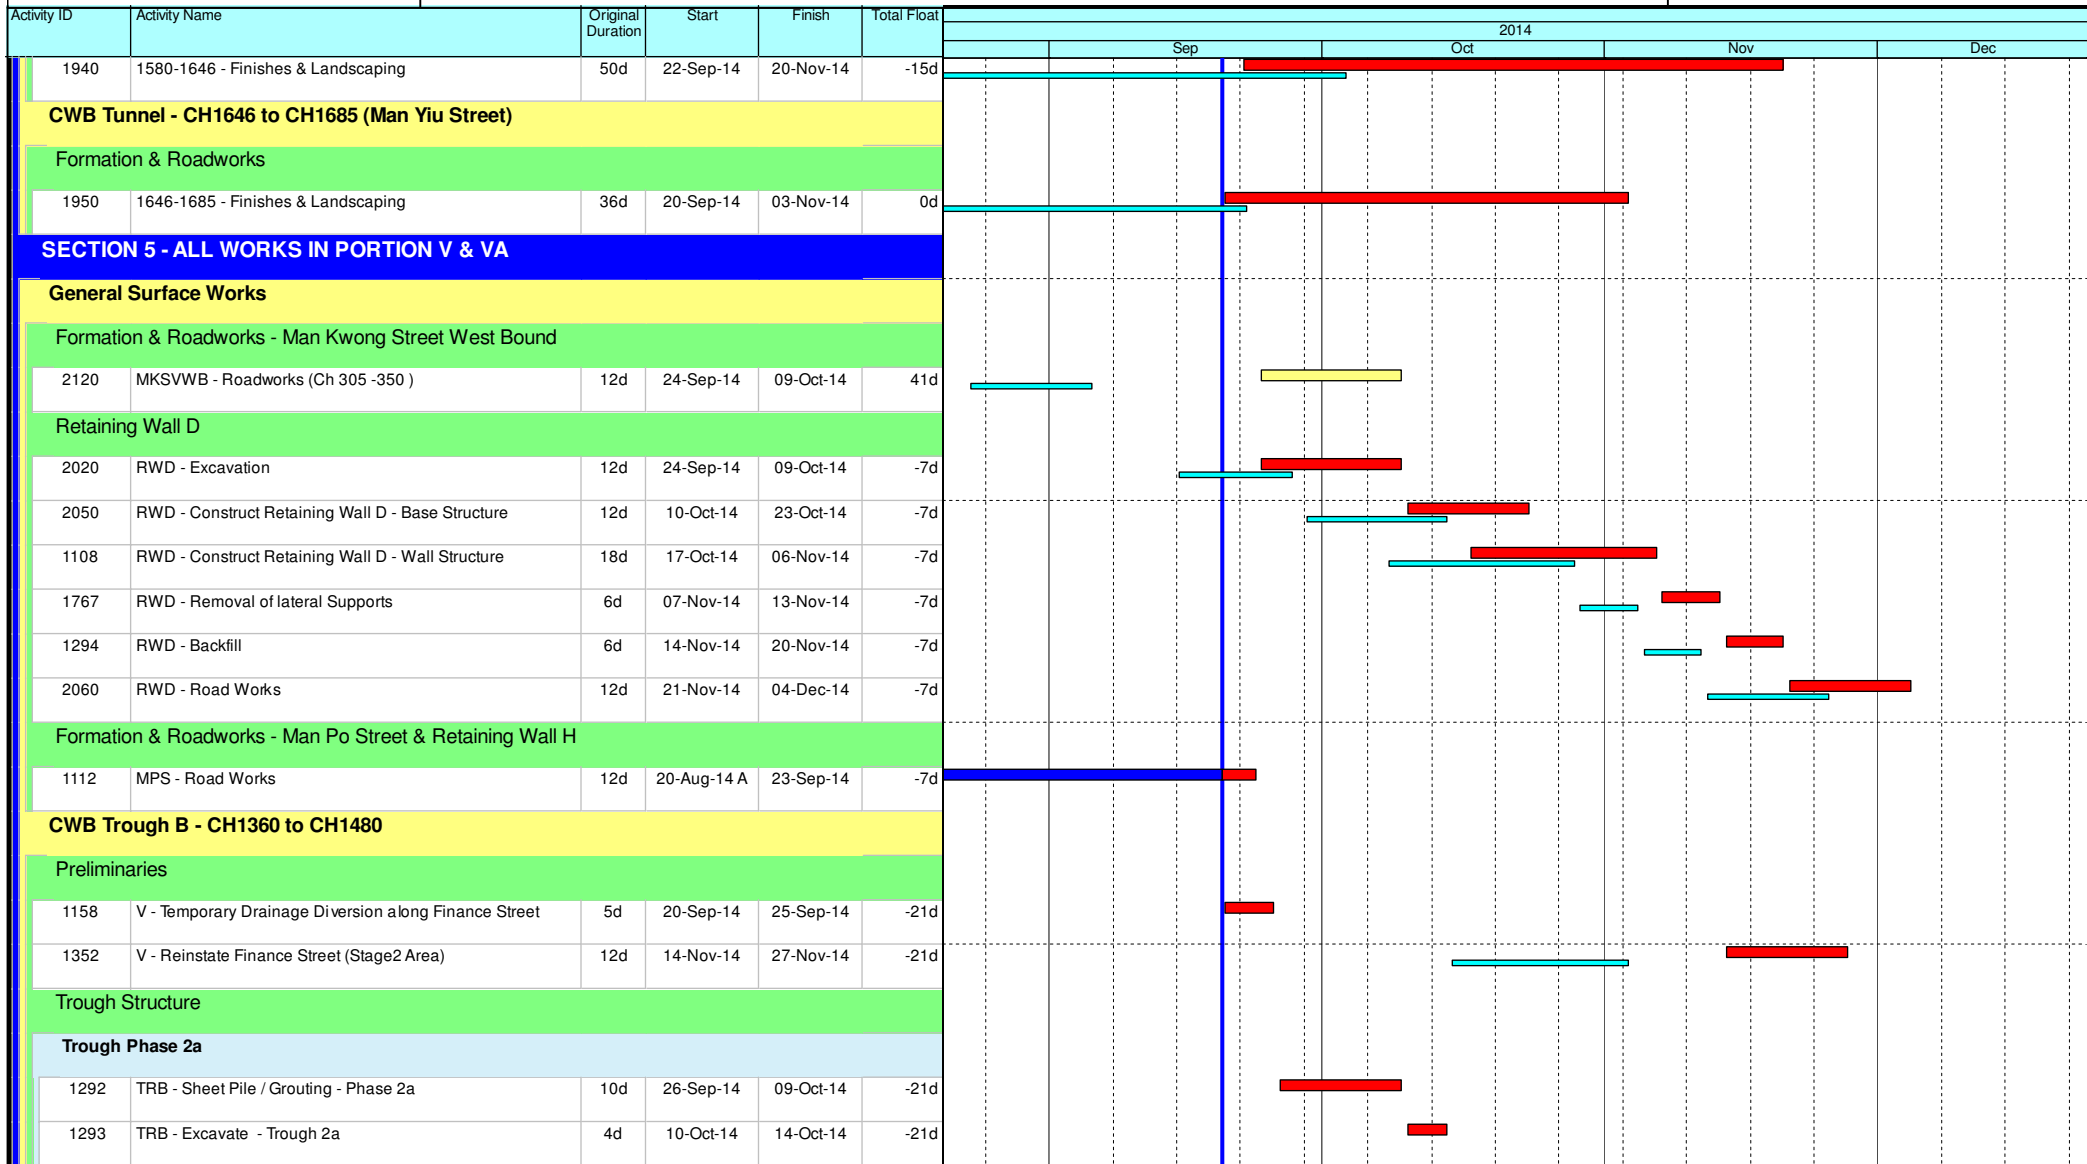 Activity ID Activity Name Original Duration Start Finish Total Float
2014
Sep Oct Nov Dec
1940 1580-1646 - Finishes & Landscaping 50d 22-Sep-14 20-Nov-14 -15d
CWB Tunnel - CH1646 to CH1685 (Man Yiu Street)
Formation & Roadworks
1950 1646-1685 - Finishes & Landscaping 36d 20-Sep-14 03-Nov-14 0d
SECTION 5 - ALL WORKS IN PORTION V & VA
General Surface Works
Formation & Roadworks - Man Kwong Street West Bound
2120 MKSVWB - Roadworks (Ch 305 -350 ) 12d 24-Sep-14 09-Oct-14 41d
Retaining Wall D
2020 RWD - Excavation 12d 24-Sep-14 09-Oct-14 -7d
2050 RWD - Construct Retaining Wall D - Base Structure 12d 10-Oct-14 23-Oct-14 -7d
1108 RWD - Construct Retaining Wall D - Wall Structure 18d 17-Oct-14 06-Nov-14 -7d
1767 RWD - Removal of lateral Supports 6d 07-Nov-14 13-Nov-14 -7d
1294 RWD - Backfill 6d 14-Nov-14 20-Nov-14 -7d
2060 RWD - Road Works 12d 21-Nov-14 04-Dec-14 -7d
Formation & Roadworks - Man Po Street & Retaining Wall H
1112 MPS - Road Works 12d 20-Aug-14 A 23-Sep-14 -7d
CWB Trough B - CH1360 to CH1480
Preliminaries
1158 V - Temporary Drainage Diversion along Finance Street 5d 20-Sep-14 25-Sep-14 -21d
1352 V - Reinstate Finance Street (Stage2 Area) 12d 14-Nov-14 27-Nov-14 -21d
Trough Structure
Trough Phase 2a
1292 TRB - Sheet Pile / Grouting - Phase 2a 10d 26-Sep-14 09-Oct-14 -21d
1293 TRB - Excavate - Trough 2a 4d 10-Oct-14 14-Oct-14 -21d